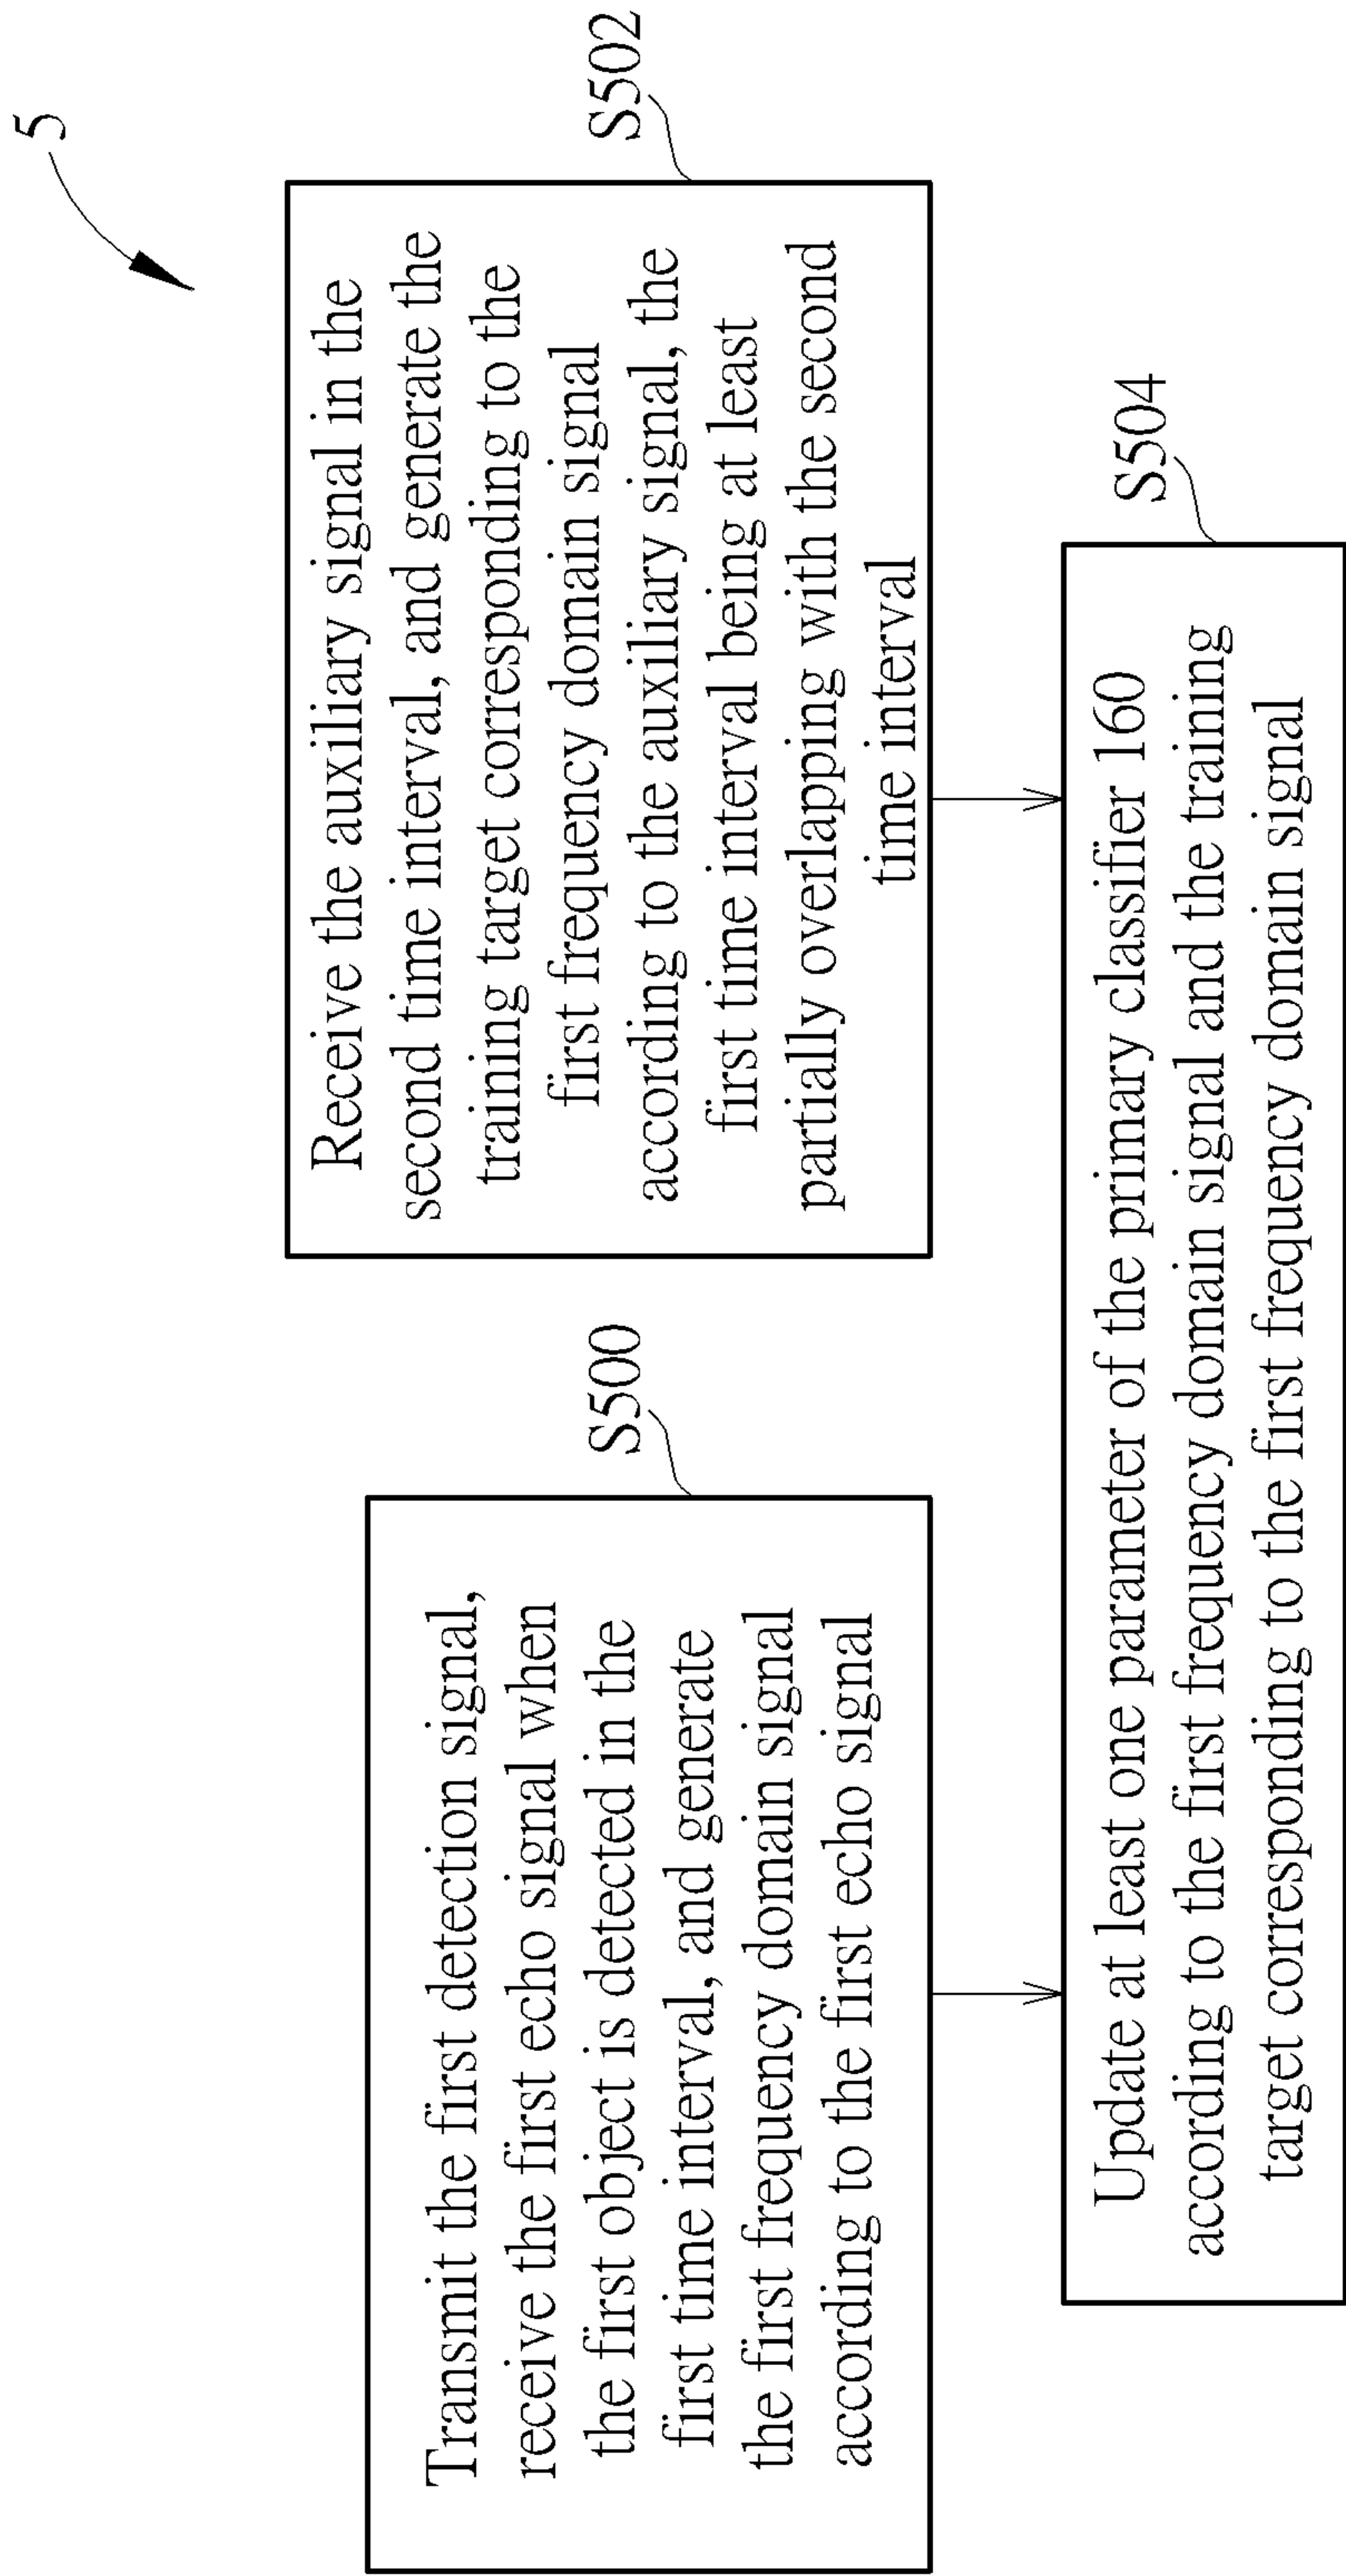 5
S500
Transmit the first detection signal,
receive the first echo signal when
the first object is detected in the
first time interval, and generate
the first frequency domain signal
according to the first echo signal
S502
Receive the auxiliary signal in the
second time interval, and generate the
training target corresponding to the
first frequency domain signal
according to the auxiliary signal, the
first time interval being at least
partially overlapping with the second
time interval
S504
Update at least one parameter of the primary classifier 160
according to the first frequency domain signal and the training
target corresponding to the first frequency domain signal